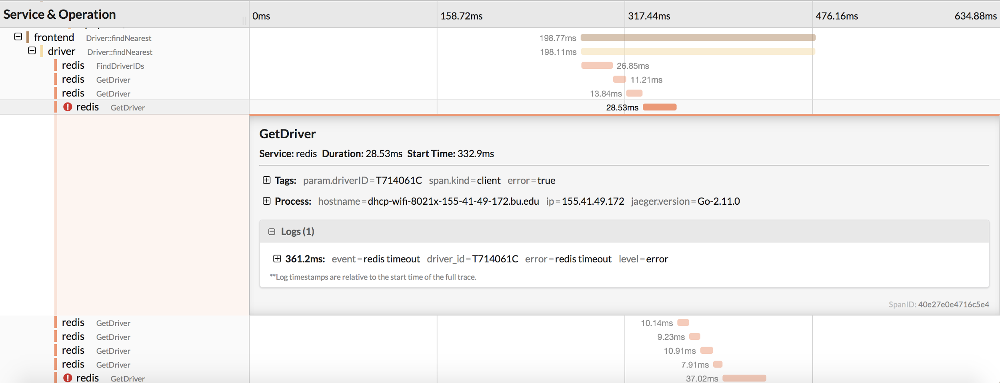 Service & Operation 0ms 158.72ms 317.44ms 476.16ms 634.88ms
frontend Driver::findNearest 198.77ms
driver Driver::findNearest 198.11ms
redis FindDriverIDs 26.85ms
redis GetDriver 11.21ms
redis GetDriver 13.84ms
redis GetDriver 28.53ms
GetDriver
Service: redis Duration: 28.53ms Start Time: 332.9ms
Tags: param.driverID=T714061C span.kind=client error=true
Process: hostname=dhcp-wifi-8021x-155-41-49-172.bu.edu ip=155.41.49.172 jaeger.version=Go-2.11.0
Logs (1)
361.2ms: event=redis timeout driver_id=T714061C error=redis timeout level=error
**Log timestamps are relative to the start time of the full trace.
SpanID: 40e27e0e4716c5e4
redis GetDriver 10.14ms
redis GetDriver 9.23ms
redis GetDriver 10.91ms
redis GetDriver 7.91ms
redis GetDriver 37.02ms